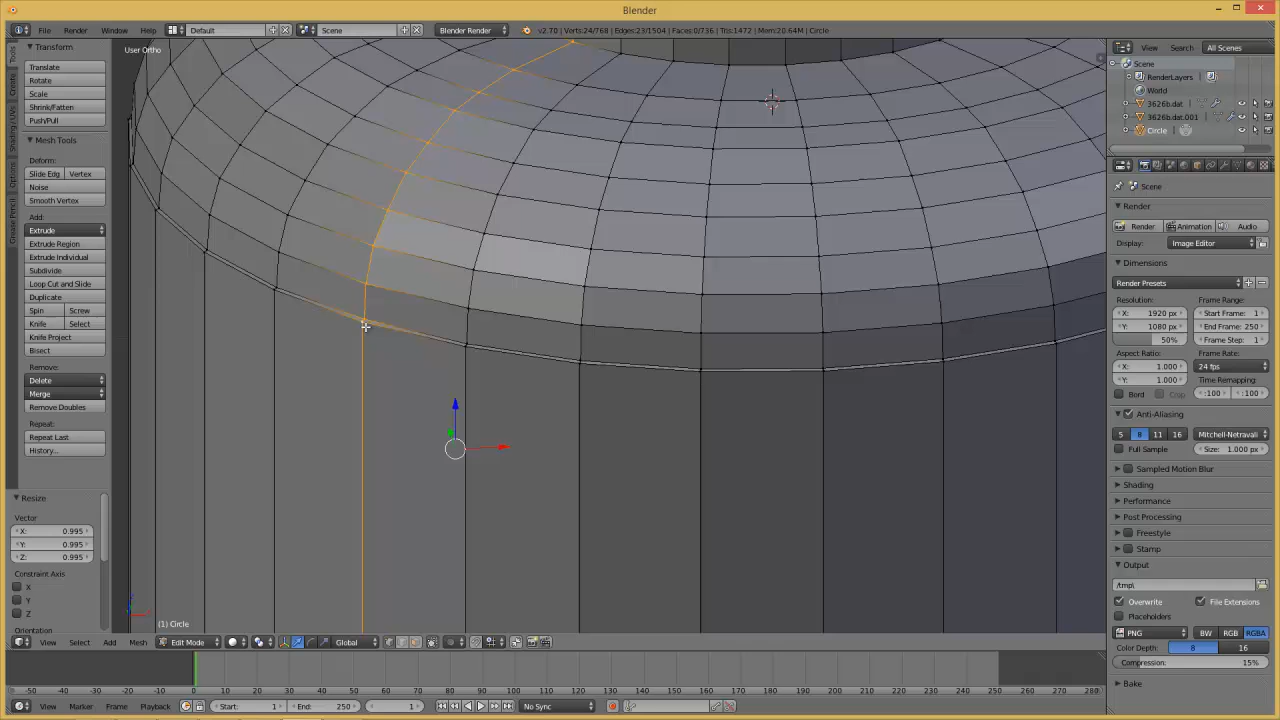 Blender
File Render Window Help
Default
Scene
Blender Render
v2.70 | Verts:24/768 | Edges:23/1504 | Faces:0/736 | Tris:1472 | Mem:20.64M | Circle
Transform
Translate
Rotate
Scale
Shrink/Fatten
Push/Pull
Mesh Tools
Deform:
Slide Edg Vertex
Noise
Smooth Vertex
Add:
Extrude
Extrude Region
Extrude Individual
Subdivide
Loop Cut and Slide
Duplicate
Spin Screw
Knife Select
Knife Project
Bisect
Remove:
Delete
Merge
Remove Doubles
Repeat:
Repeat Last
History...
Tools
Create
Shading / UVs
Options
Grease Pencil
Resize
Vector
X: 0.995
Y: 0.995
Z: 0.995
Constraint Axis
X
Y
Z
Orientation
User Ortho
(1) Circle
View Select Add Mesh
Edit Mode
Global
-50 -40 -30 -20 -10 0 10 20 30 40 50 60 70 80 90 100 110 120 130 140 150 160 170 180 190 200 210 220 230 240 250 260 270 280
View Marker Frame Playback
Start: 1
End: 250
1
No Sync
View Search All Scenes
Scene
RenderLayers
World
3626b.dat
3626b.dat.001
Circle
Scene
Render
Render Animation Audio
Display: Image Editor
Dimensions
Render Presets
Resolution: Frame Range:
X: 1920 px Start Frame: 1
Y: 1080 px End Frame: 250
50% Frame Step: 1
Aspect Ratio: Frame Rate:
X: 1.000 24 fps
Y: 1.000 Time Remapping:
Bord Crop :100 :100
Anti-Aliasing
5 8 11 16 Mitchell-Netravali
Full Sample Size: 1.000 px
Sampled Motion Blur
Shading
Performance
Post Processing
Freestyle
Stamp
Output
/tmp\
Overwrite File Extensions
Placeholders
PNG BW RGB RGBA
Color Depth: 8 16
Compression: 15%
Bake